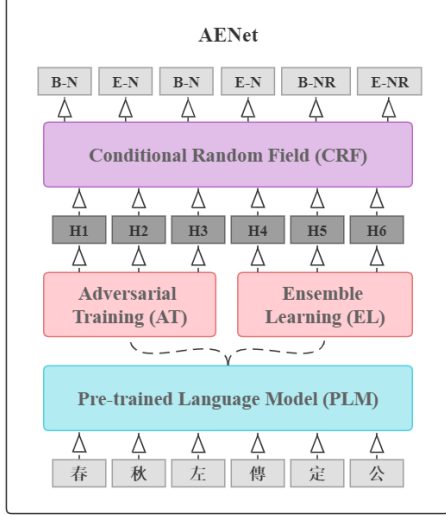 AENet
B-N E-N B-N E-N B-NR E-NR
Conditional Random Field (CRF)
H1 H2 H3 H4 H5 H6
Adversarial
Training (AT)
Ensemble
Learning (EL)
Pre-trained Language Model (PLM)
春 秋 左 傳 定 公